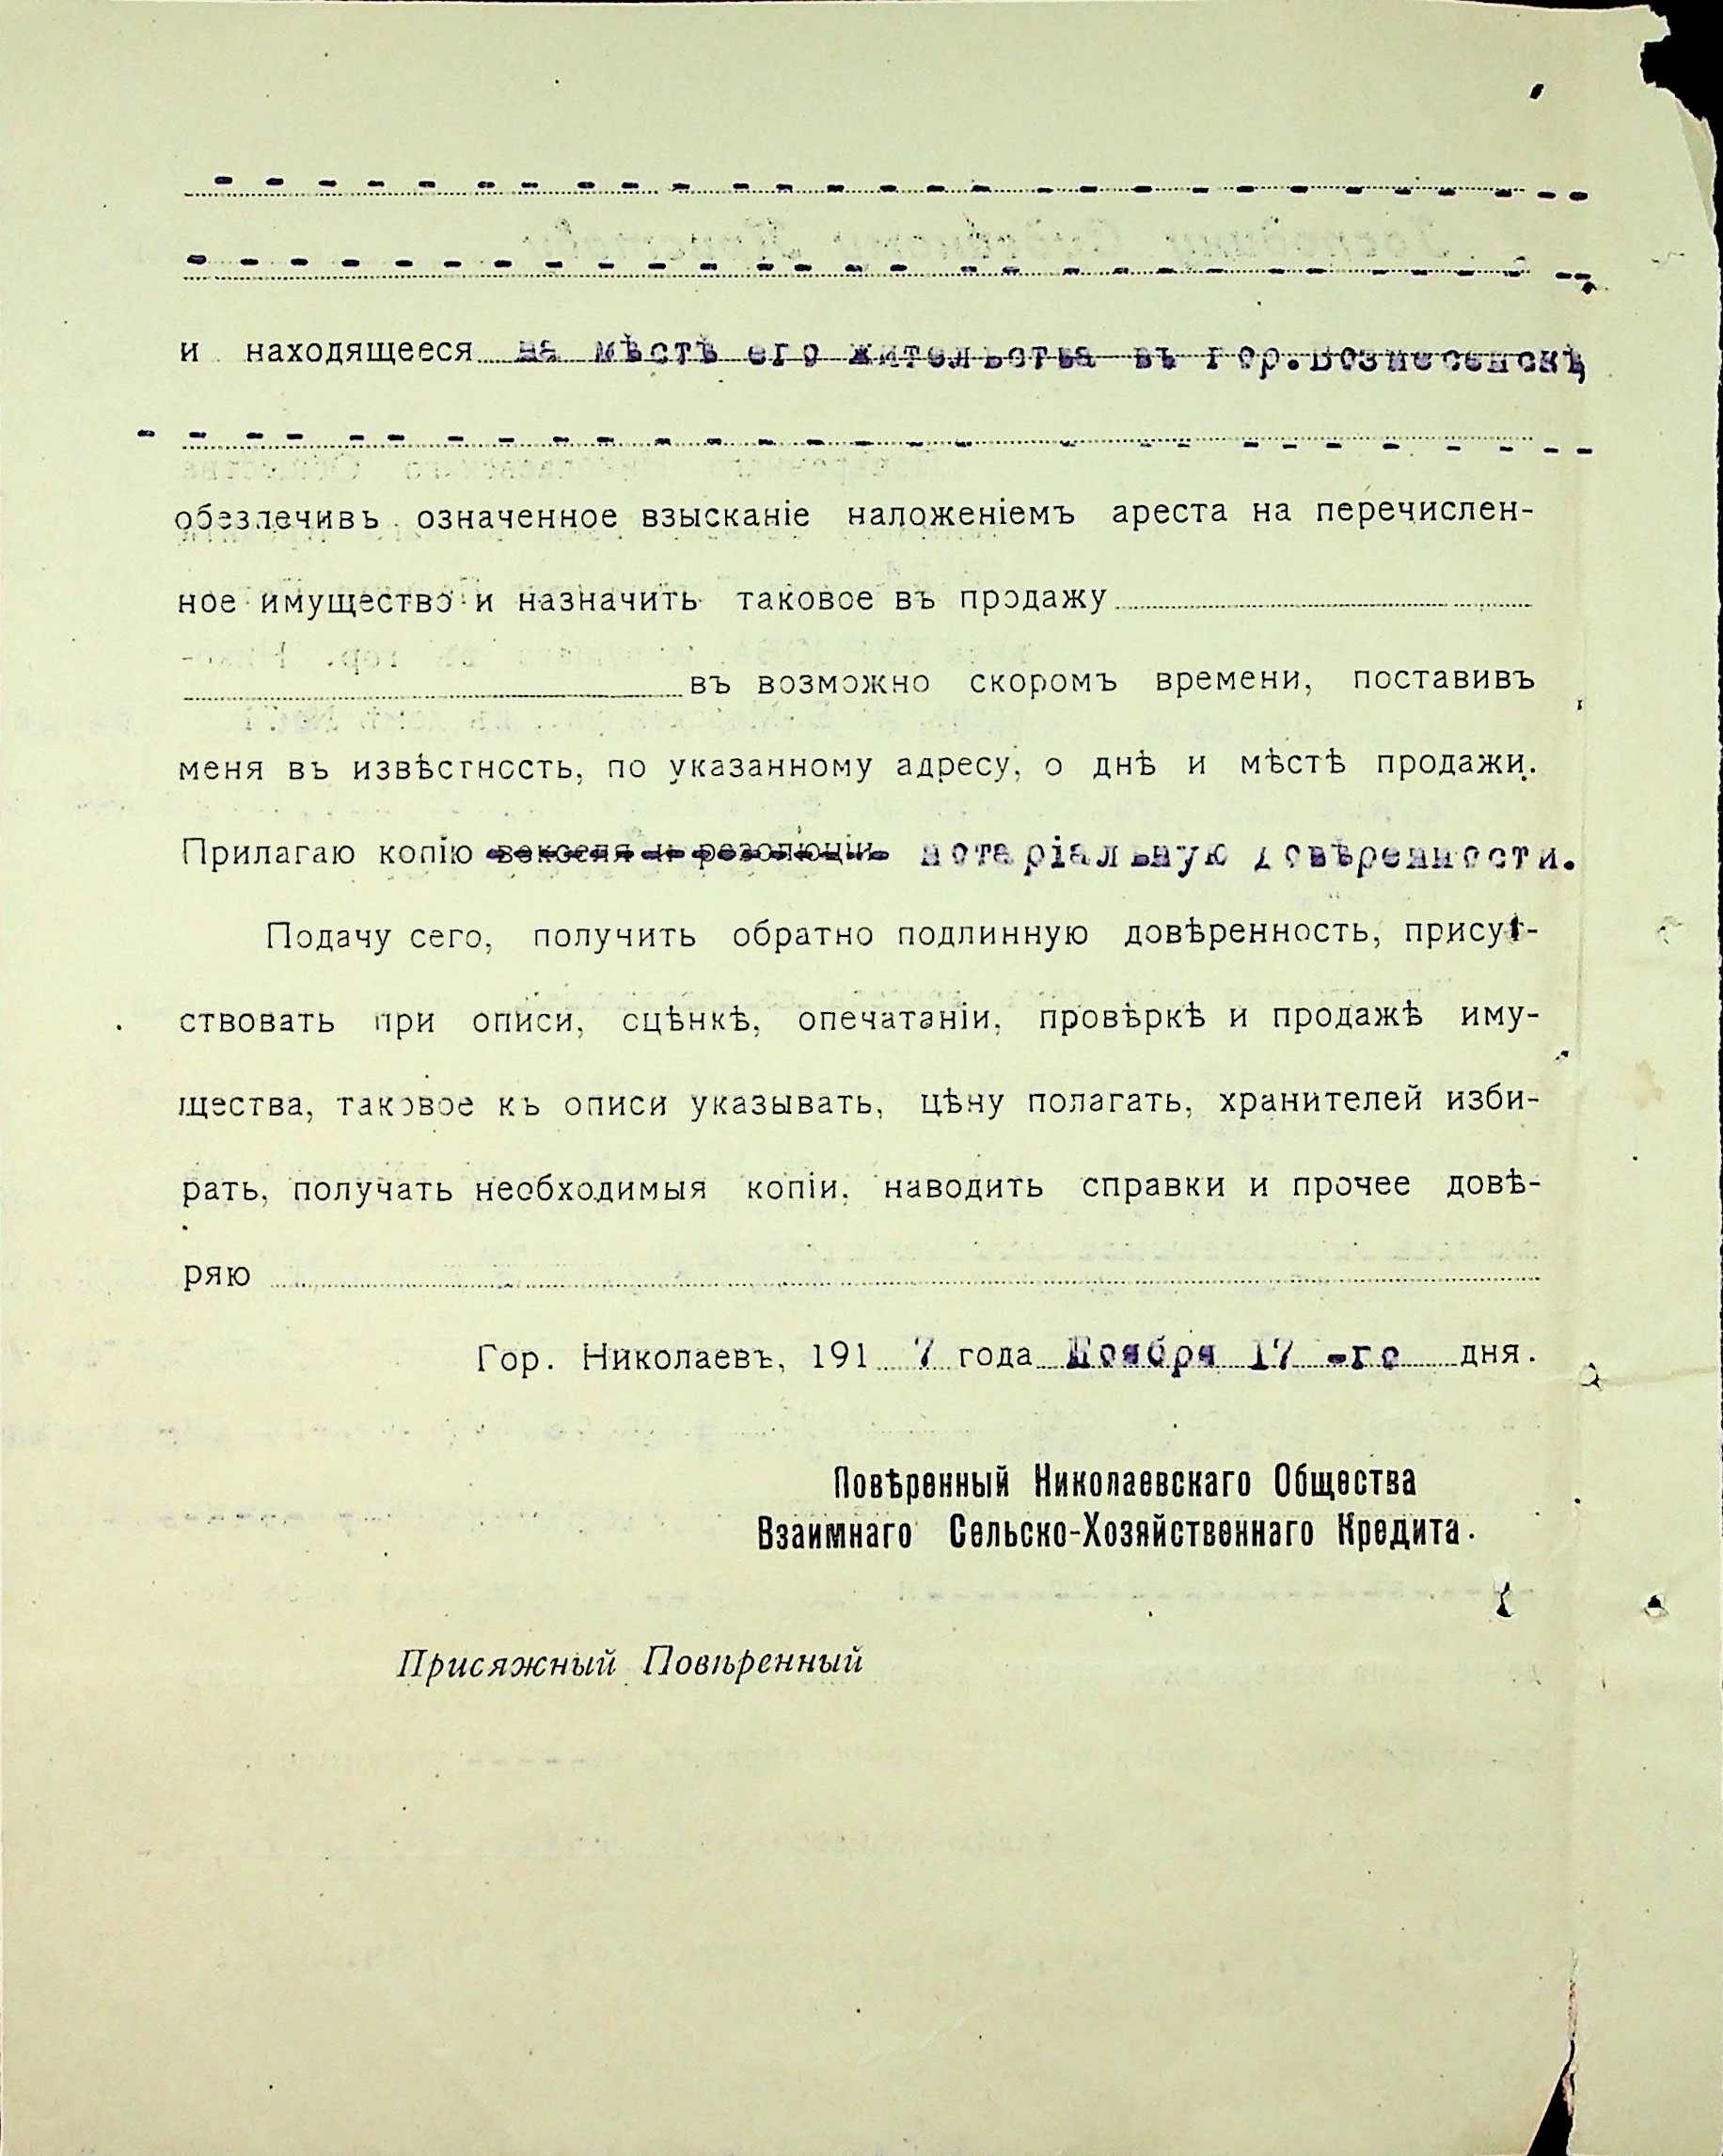 и находящееся на мѣстѣ его жительства въ гор.Вознесенскѣ,
обезпечивъ означенное взысканіе наложеніемъ ареста на перечислен-
ное имущество и назначить таковое въ продажу
въ возможно скоромъ времени, поставивъ
меня въ извѣстность, по указанному адресу, о днѣ и мѣстѣ продажи.
Прилагаю копію векселя и резолюціи нотаріальную довѣренности.
Подачу сего, получить обратно подлинную довѣренность, присут-
ствовать при описи, сцѣнкѣ, опечатаніи, провѣркѣ и продажѣ иму-
щества, таковое къ описи указывать, цѣну полагать, хранителей изби-
рать, получать необходимыя копіи, наводить справки и прочее довѣ-
ряю
Гор. Николаевъ, 191 7 года Ноября 17 -го дня.
Повѣренный Николаевскаго Общества
Взаимнаго Сельско-Хозяйственнаго Кредита.
Присяжный Повѣренный